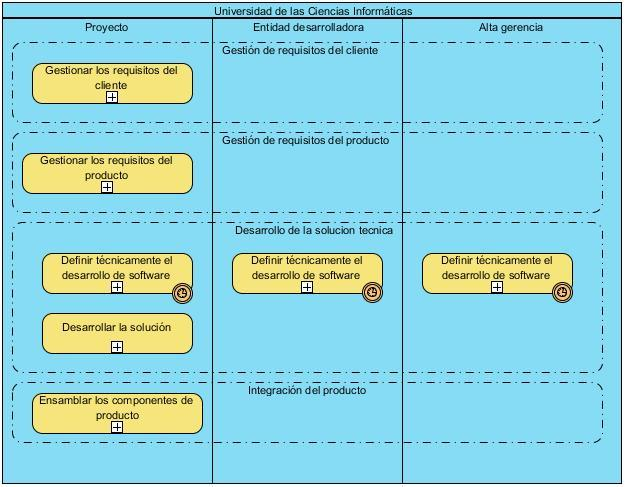 Universidad de las Ciencias Informáticas
Proyecto
Entidad desarrolladora
Alta gerencia
Gestión de requisitos del cliente
Gestionar los requisitos del
cliente
Gestión de requisitos del producto
Gestionar los requisitos del
producto
Desarrollo de la solucion tecnica
Definir técnicamente el
desarrollo de software
Definir técnicamente el
desarrollo de software
Definir técnicamente el
desarrollo de software
Desarrollar la solución
Integración del producto
Ensamblar los componentes de
producto